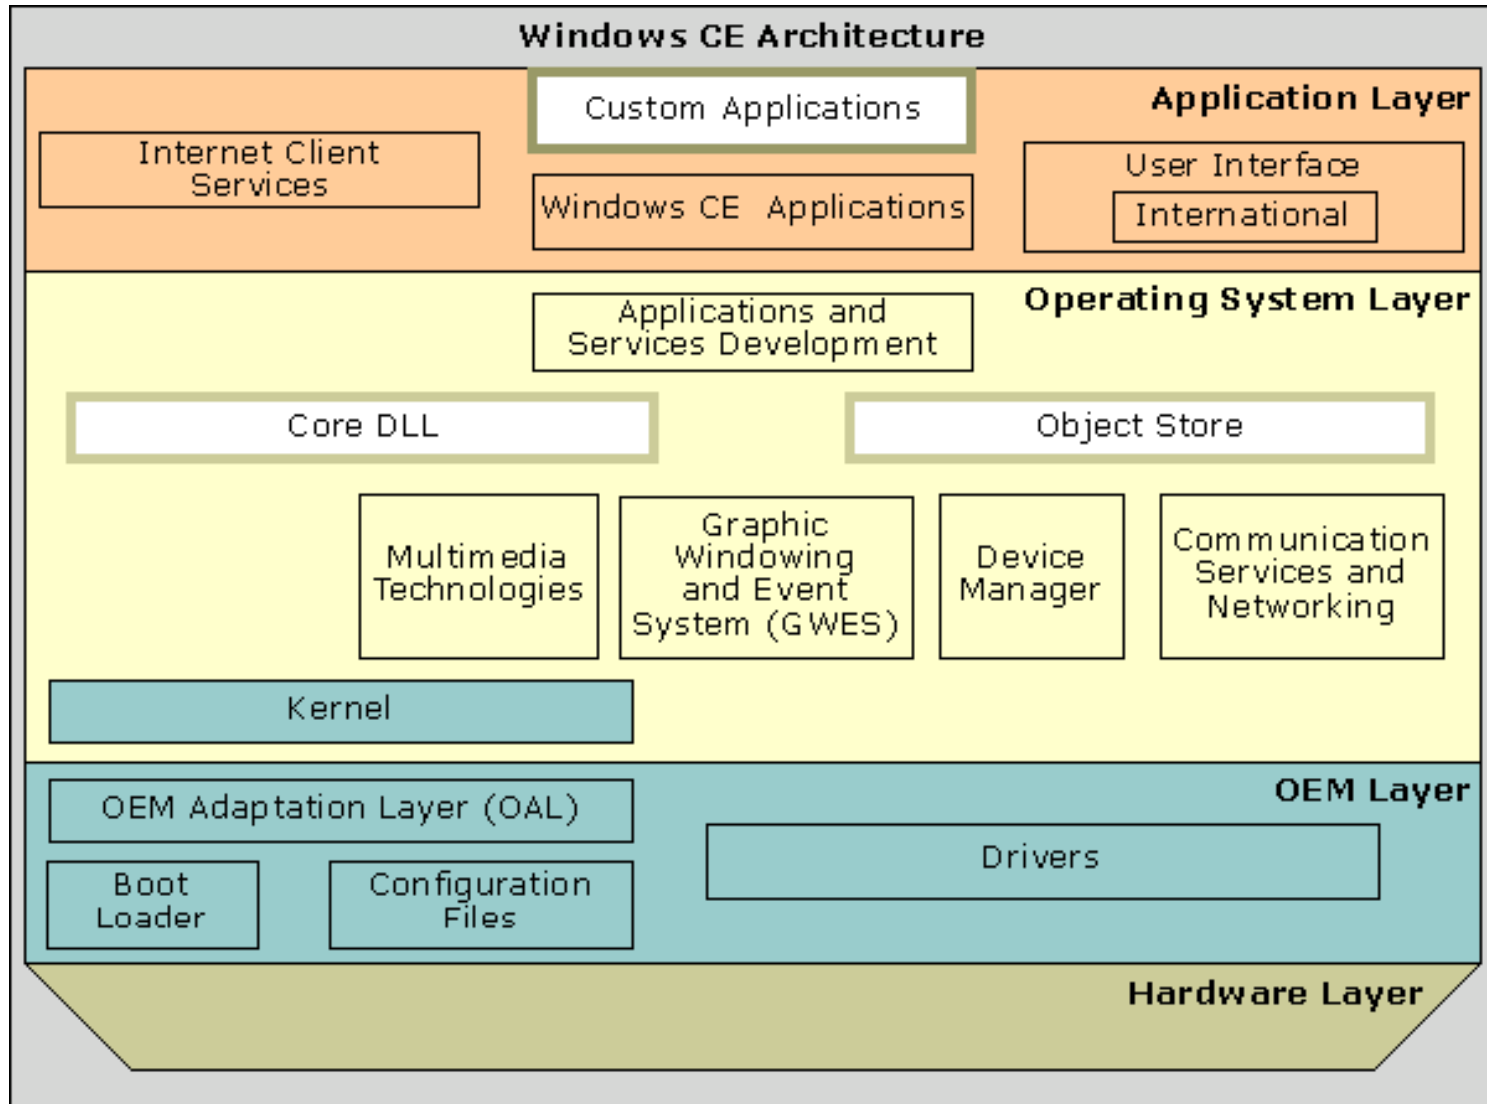 Windows CE Architecture
Application Layer
Custom Applications
Internet Client
Services
Windows CE Applications
User Interface
International
Operating System Layer
Applications and
Services Development
Core DLL
Object Store
Multimedia
Technologies
Graphic
Windowing
and Event
System (GWES)
Device
Manager
Communication
Services and
Networking
Kernel
OEM Layer
OEM Adaptation Layer (OAL)
Boot
Loader
Configuration
Files
Drivers
Hardware Layer